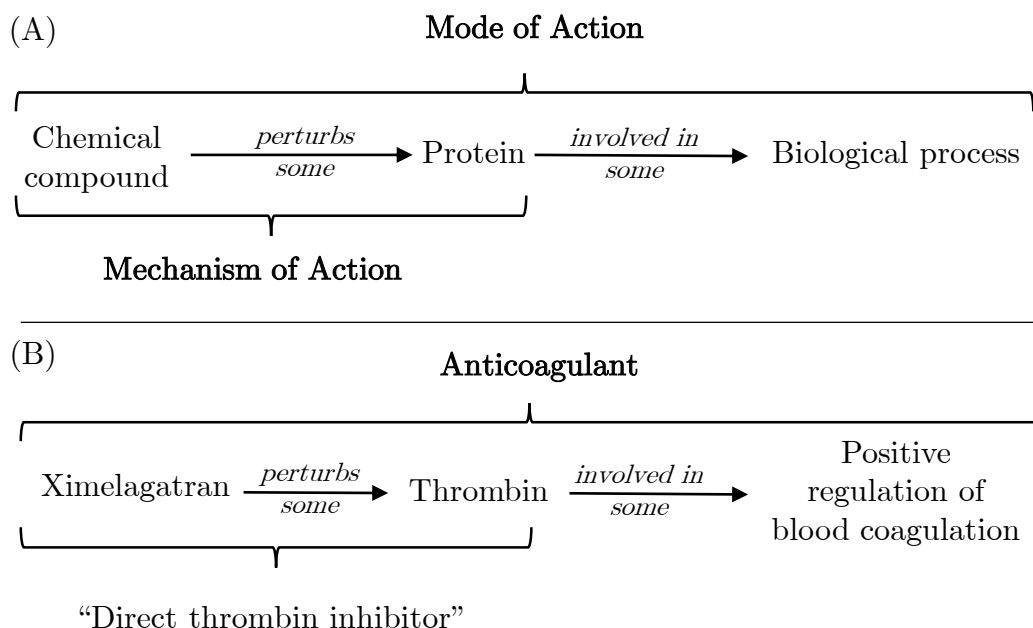 (A)
Mode of Action
Chemical
compound
perturbs
some
Protein
involved in
some
Biological process
Mechanism of Action
(B)
Anticoagulant
Ximelagatran
perturbs
some
Thrombin
involved in
some
Positive
regulation of
blood coagulation
“Direct thrombin inhibitor”